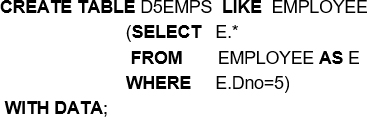 CREATE TABLE D5EMPS LIKE EMPLOYEE
(SELECT E.*
FROM EMPLOYEE AS E
WHERE E.Dno=5)
WITH DATA;